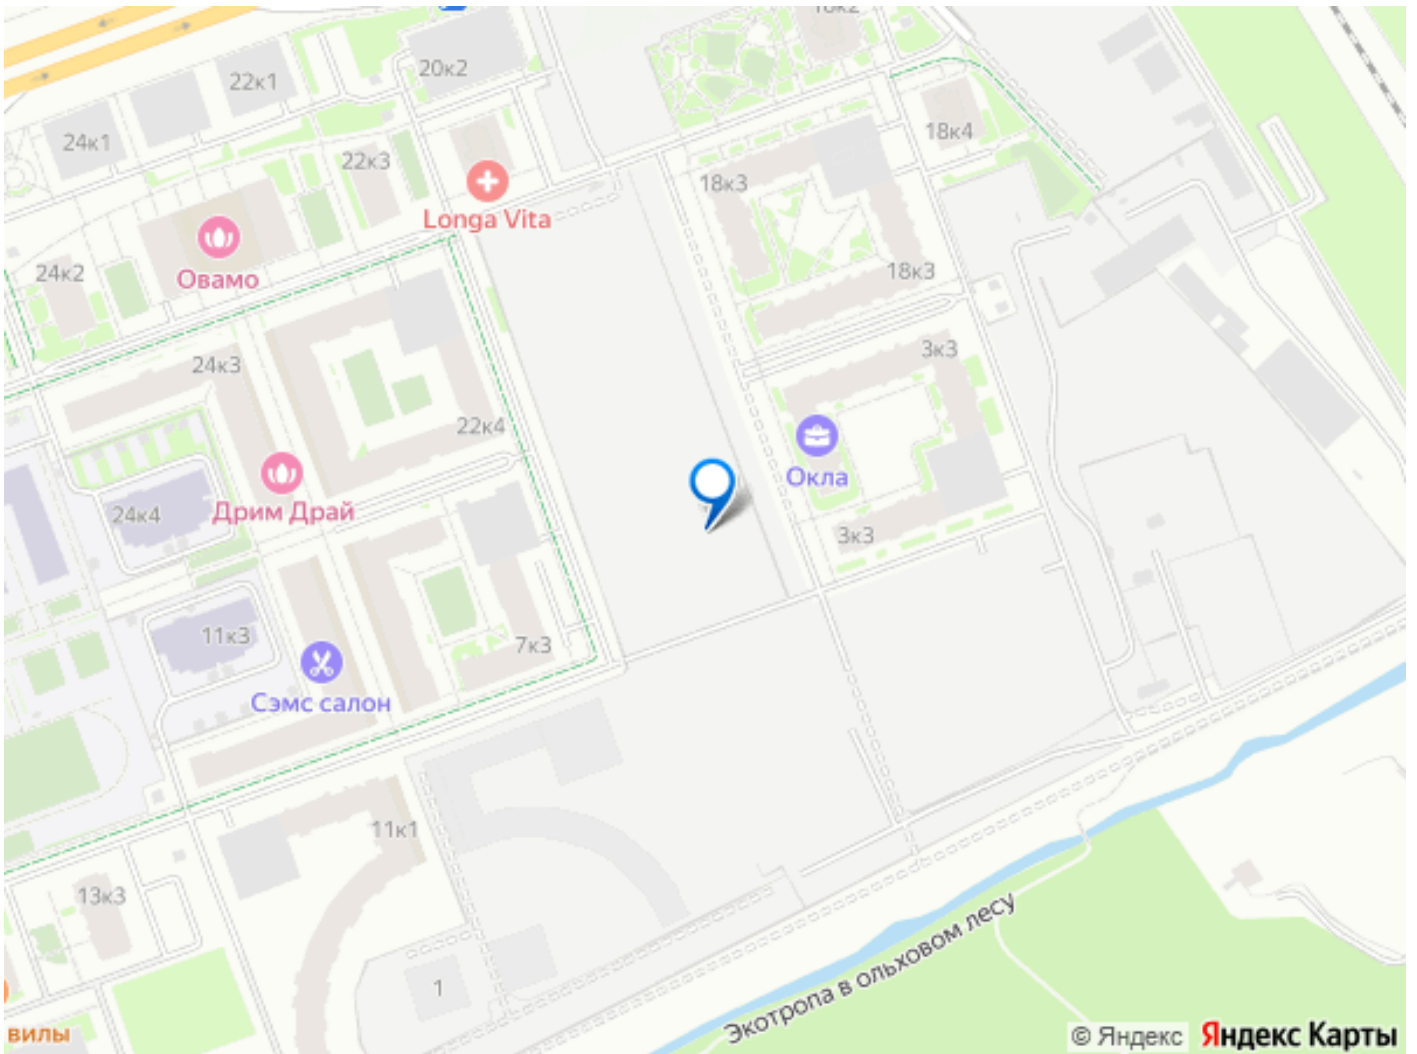 18к2
20к2
22к1
24к1
22к3
18к4
18к3
Longa Vita
24к2
Овамо
18к3
24к3
3к3
22к4
Окла
24к4
Дрим Драй
3к3
11к3
7к3
Сэмс салон
11к1
13к3
1
Экотропа в ольховом лесу
вилы
© Яндекс Яндекс Карты